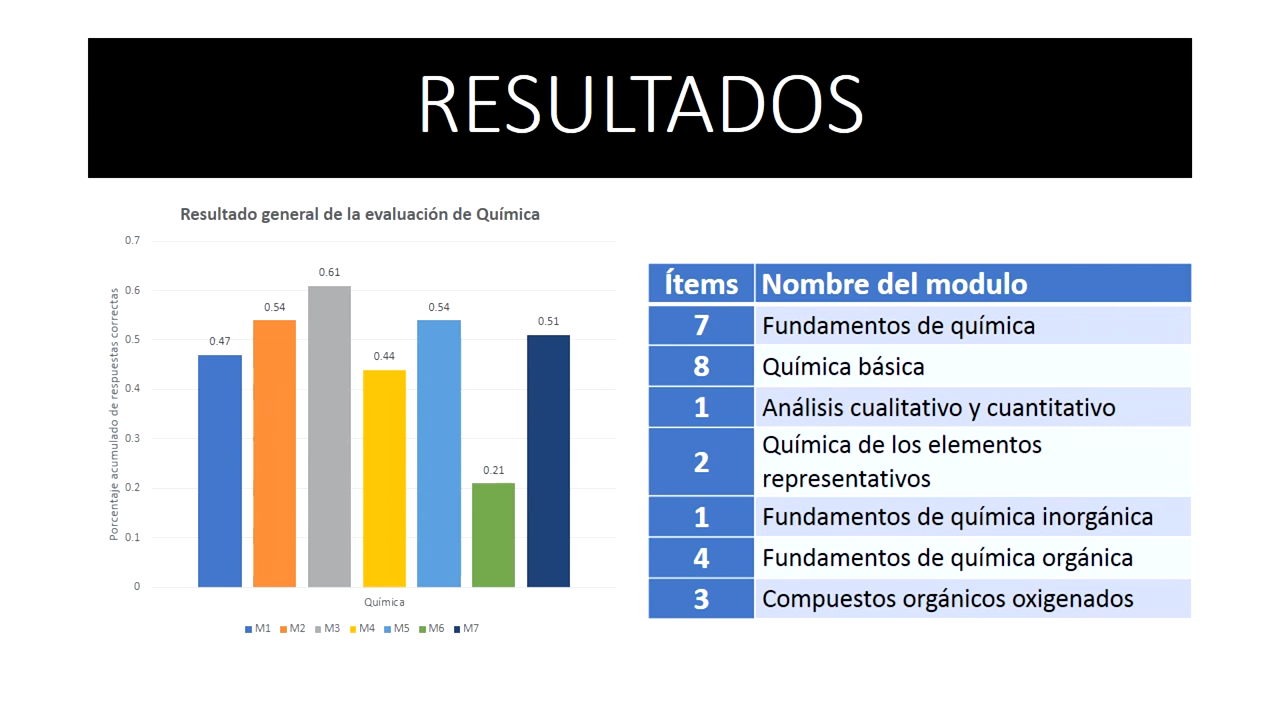 RESULTADOS
Resultado general de la evaluación de Química
Porcentaje acumulado de respuestas correctas
0.7
0.6
0.5
0.4
0.3
0.2
0.1
0
0.47
0.54
0.61
0.44
0.54
0.21
0.51
Química
M1 M2 M3 M4 M5 M6 M7
Ítems Nombre del modulo
7 Fundamentos de química
8 Química básica
1 Análisis cualitativo y cuantitativo
2 Química de los elementos
representativos
1 Fundamentos de química inorgánica
4 Fundamentos de química orgánica
3 Compuestos orgánicos oxigenados